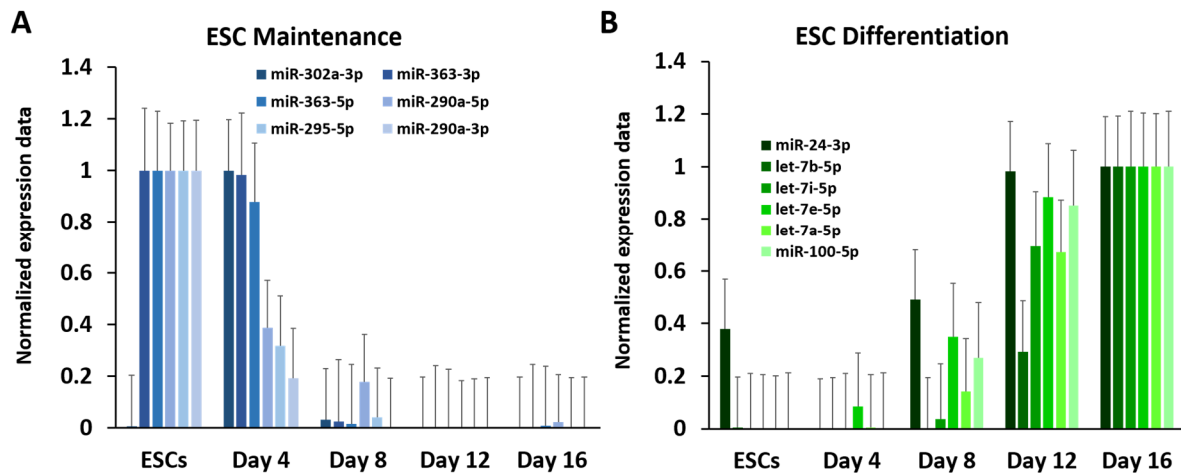 A
ESC Maintenance
Normalized expression data
1.4
1.2
1
0.8
0.6
0.4
0.2
0
miR-302a-3p
miR-363-3p
miR-363-5p
miR-290a-5p
miR-295-5p
miR-290a-3p
ESCs
Day 4
Day 8
Day 12
Day 16
B
ESC Differentiation
Normalized expression data
1.4
1.2
1
0.8
0.6
0.4
0.2
0
miR-24-3p
let-7b-5p
let-7i-5p
let-7e-5p
let-7a-5p
miR-100-5p
ESCs
Day 4
Day 8
Day 12
Day 16